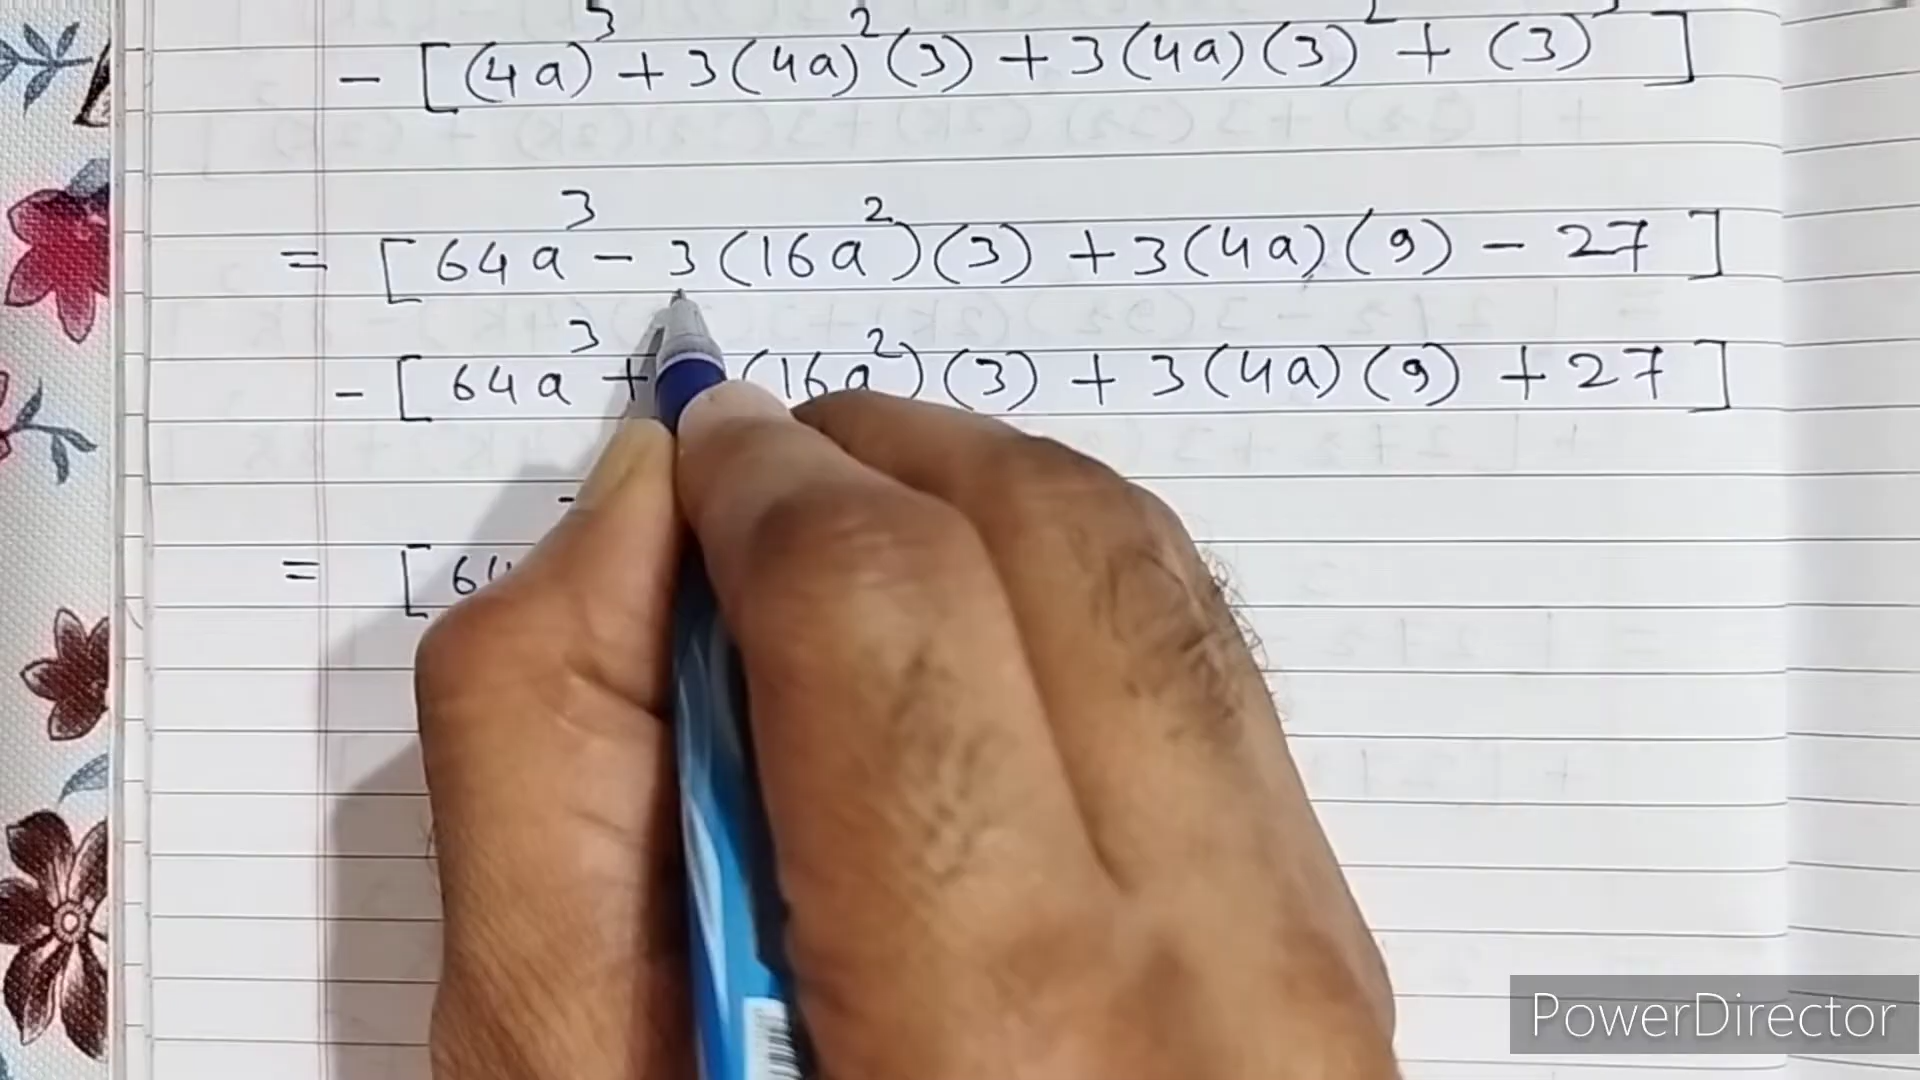 - [(4a)³ + 3(4a)²(3) + 3(4a)(3)² + (3)³]
= [64a³ - 3(16a²)(3) + 3(4a)(9) - 27]
- [64a³ + (16a²)(3) + 3(4a)(9) + 27]
= [64
PowerDirector